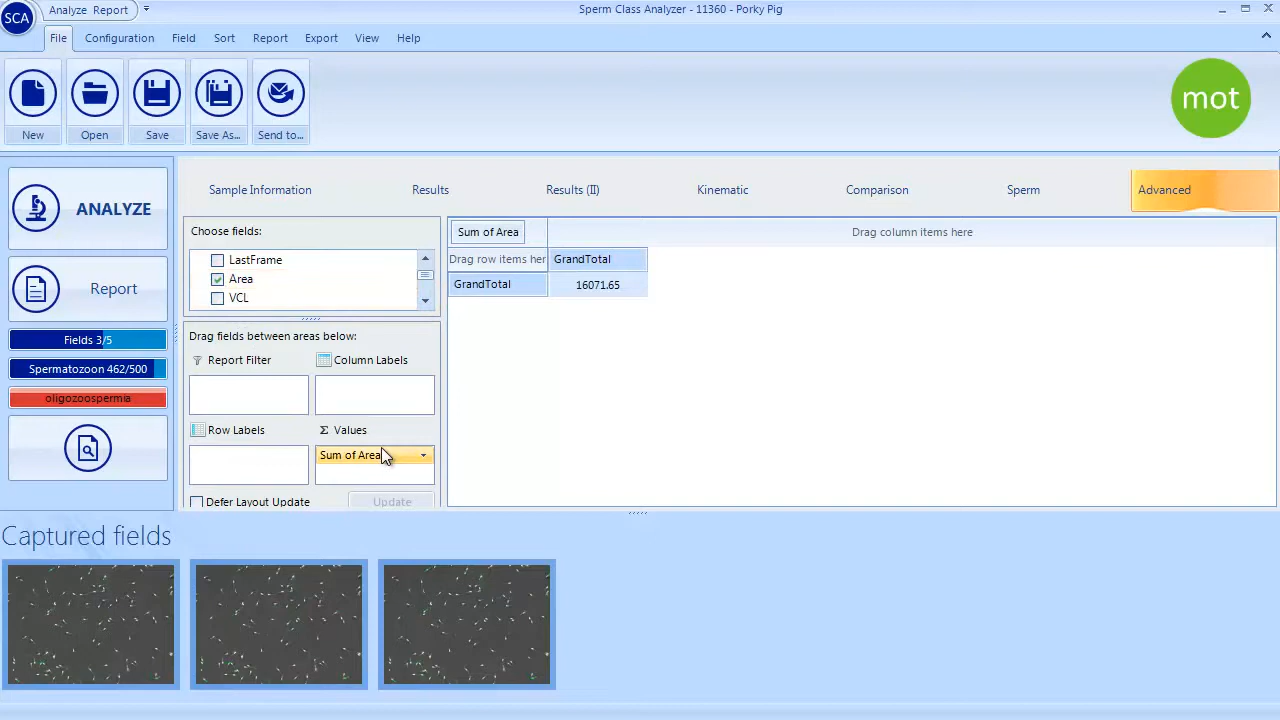 SCA Analyze Report Sperm Class Analyzer - 11360 - Porky Pig
File Configuration Field Sort Report Export View Help
New Open Save Save As... Send to...
mot
ANALYZE
Report
Fields 3/5
Spermatozoon 462/500
oligozoospermia
Sample Information Results Results (II) Kinematic Comparison Sperm Advanced
Choose fields:
LastFrame
Area
VCL
Drag fields between areas below:
Report Filter Column Labels
Row Labels Σ Values
Sum of Area
Defer Layout Update Update
Sum of Area Drag column items here
Drag row items her GrandTotal
GrandTotal 16071.65
Captured fields